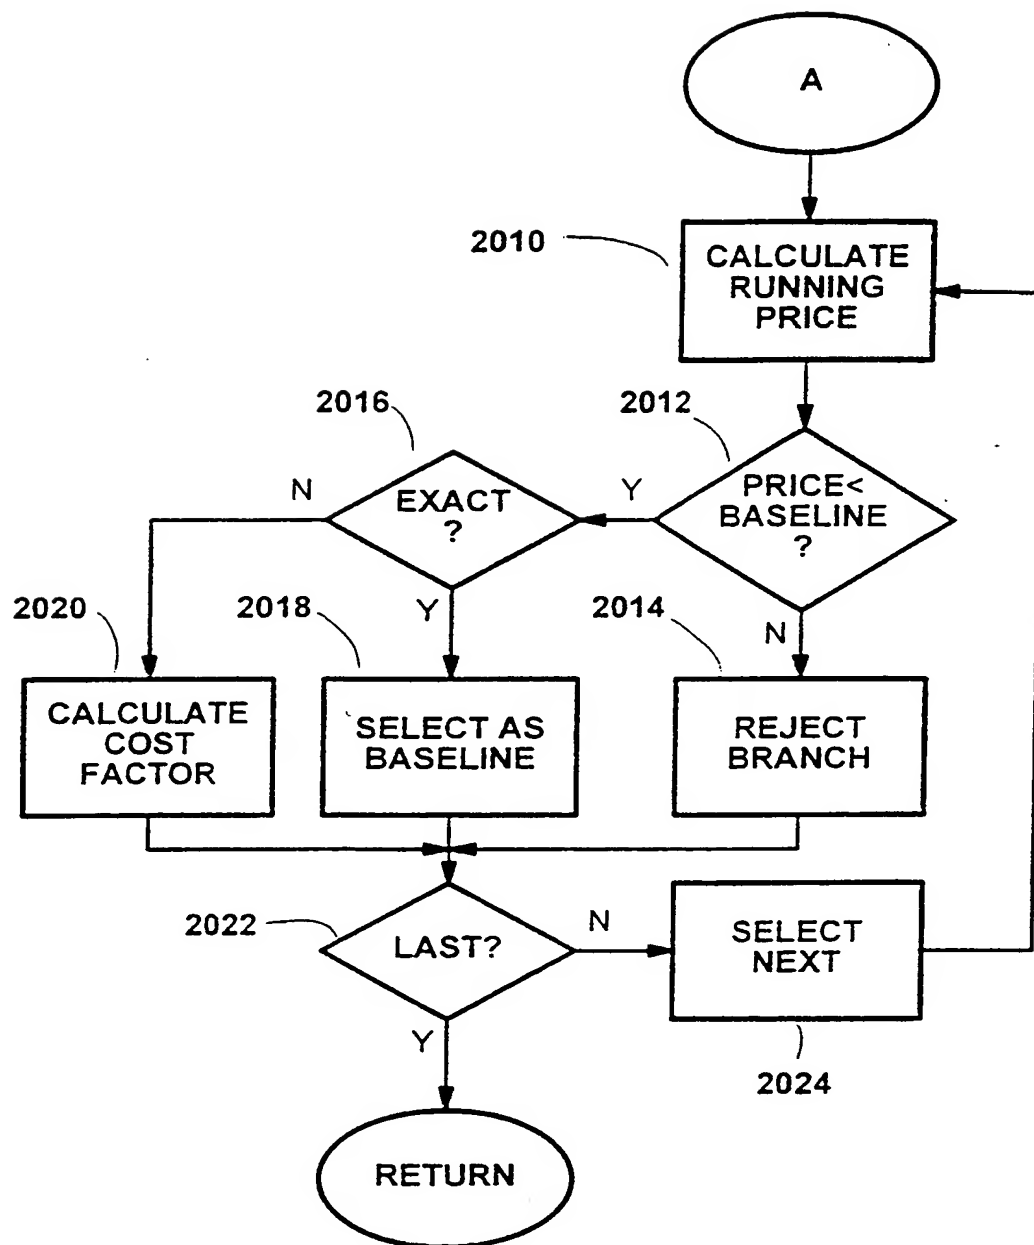 A
2010
CALCULATE
RUNNING
PRICE
2016
2012
N
EXACT
?
Y
PRICE<
BASELINE
?
2020
2018
Y
2014
N
CALCULATE
COST
FACTOR
SELECT AS
BASELINE
REJECT
BRANCH
2022
LAST?
N
SELECT
NEXT
Y
2024
RETURN